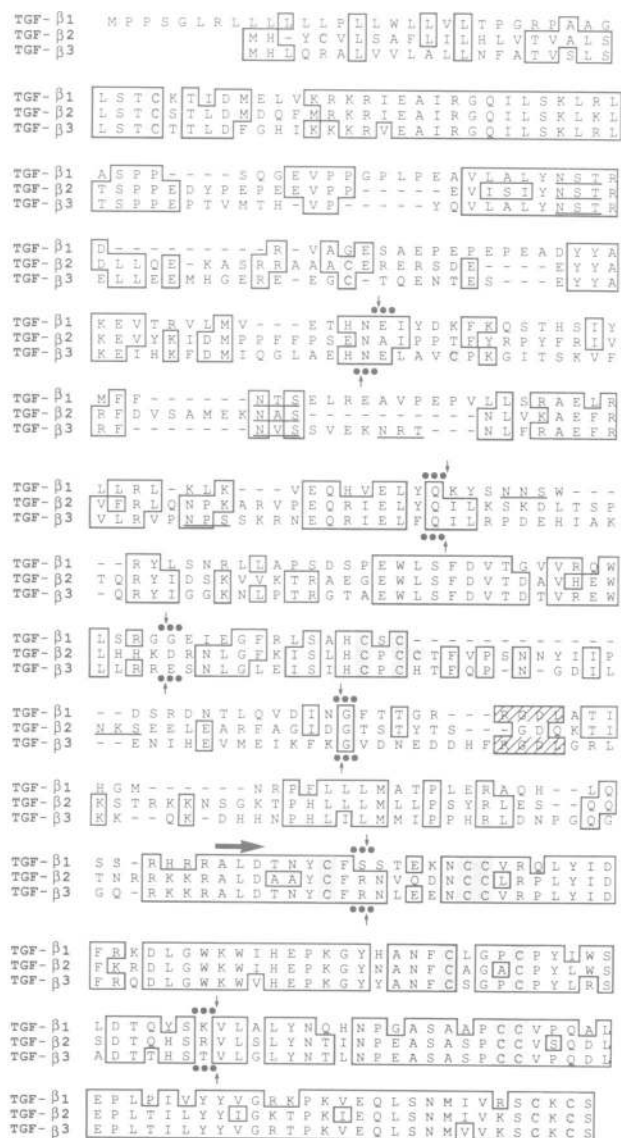 TGF-β1 M P P S G L R L L L L L L P L L W L L V L T P G R P A A G
TGF-β2 M H - Y C V L S A F L I L H L V T V A L S
TGF-β3 M H L Q R A L V V L A L L N F A T V S L S
TGF-β1 L S T C K T I D M E L V K R K R I E A I R G Q I L S K L R L
TGF-β2 L S T C S T L D M D Q F M R K R I E A I R G Q I L S K L K L
TGF-β3 L S T C T T L D F G H I K K K R V E A I R G Q I L S K L R L
TGF-β1 A S P P - - - - S Q G E V P P G P L P E A V L A L Y N S T R
TGF-β2 T S P P E D Y P E P E E V P P - - - - E V I S I Y N S T R
TGF-β3 T S P P E P T V M T H - V P - - - - - Y Q V L A L Y N S T R
TGF-β1 D - - - - - - - - - R - V A G E S A E P E P E P E A D Y Y A
TGF-β2 D L L Q E - K A S R R A A A C E R E R S D E - - - E Y Y A
TGF-β3 E L L E E M H G E R E - E G C - T Q E N T E S - - E Y Y A
TGF-β1 K E V T R V L M V - - - E T H N E I Y D K F K Q S T H S I Y
TGF-β2 K E V Y K I D M P P F F P S E N A I P P T F Y R P Y F R I V
TGF-β3 K E I H K F D M I Q G L A E H N E L A V C P K G I T S K V F
TGF-β1 M F F - - - - - - N T S E L R E A V P E P V L L S R A E L R
TGF-β2 R F D V S A M E K N A S - - - - - - - - N L V K A E F R
TGF-β3 R F - - - - - - N V S S V E K N R T - - N L F R A E F R
TGF-β1 L L R L - K L K - - - V E Q H V E L Y Q K Y S N N S W - -
TGF-β2 V F R L Q N P K A R V P E Q R I E L Y Q I L K S K D L T S P
TGF-β3 V L R V P N P S S K R N E Q R I E L F Q I L R P D E H I A K
TGF-β1 - - R Y L S N R L L A P S D S P E W L S F D V T G V V R Q W
TGF-β2 T Q R Y I D S K V V K T R A E G E W L S F D V T D A V H E W
TGF-β3 - Q R Y I G G K N L P T R G T A E W L S F D V T D T V R E W
TGF-β1 L S R G G E I E G F R L S A H C S C - - - - - - - - - - - -
TGF-β2 L H H K D R N L G F K I S L H C P C C T F V P S N N Y I I P
TGF-β3 L L R R E S N L G L E I S I H C P C H T F Q P - N - G D I L
TGF-β1 - - D S R D N T L Q V D I N G F T T G R - - - R G D L A T I
TGF-β2 N K S E E L E A R F A G I D G T S T Y T S - - G D Q K T I
TGF-β3 - - E N I H E V M E I K F K G V D N E D D H F K G D L G R L
TGF-β1 H G M - - - - - N R P F L L L M A T P L E R A Q H - L Q
TGF-β2 K S T R K K N S G K T P H L L L M L L P S Y R L E S - - Q Q
TGF-β3 K K - - Q K - D H H N P H L I L M M I P P H R L D N P G Q G
TGF-β1 S S - R H R R A L D T N Y C F S S T E K N C C V R Q L Y I D
TGF-β2 T N R R K K R A L D A A Y C F R N V Q D N C C L R P L Y I D
TGF-β3 G Q - R K K R A L D T N Y C F R N L E E N C C V R P L Y I D
TGF-β1 F R K D L G W K W I H E P K G Y H A N F C L G P C P Y I W S
TGF-β2 F K R D L G W K W I H E P K G Y N A N F C A G A C P Y L W S
TGF-β3 F R Q D L G W K W V H E P K G Y Y A N F C S G P C P Y L R S
TGF-β1 L D T Q Y S K V L A L Y N Q H N P G A S A A P C C V P Q A L
TGF-β2 S D T Q H S R V L S L Y N T I N P E A S A S P C C V S Q D L
TGF-β3 A D T T H S T V L G L Y N T L N P E A S A S P C C V P Q D L
TGF-β1 E P L P I V Y Y V G R K P K V E Q L S N M I V R S C K C S
TGF-β2 E P L T I L Y Y I G K T P K I E Q L S N M I V K S C K C S
TGF-β3 E P L T I L Y Y V G R T P K V E Q L S N M V V K S C K C S